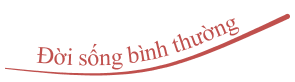 Đời sống bình thường